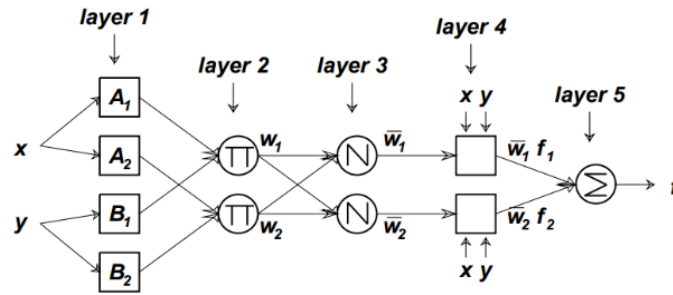 layer 1
layer 2
layer 3
layer 4
layer 5
x
y
A1
A2
B1
B2
Π
Π
w1
w2
N
N
w̅1
w̅2
x y
x y
w̅1 f1
w̅2 f2
Σ